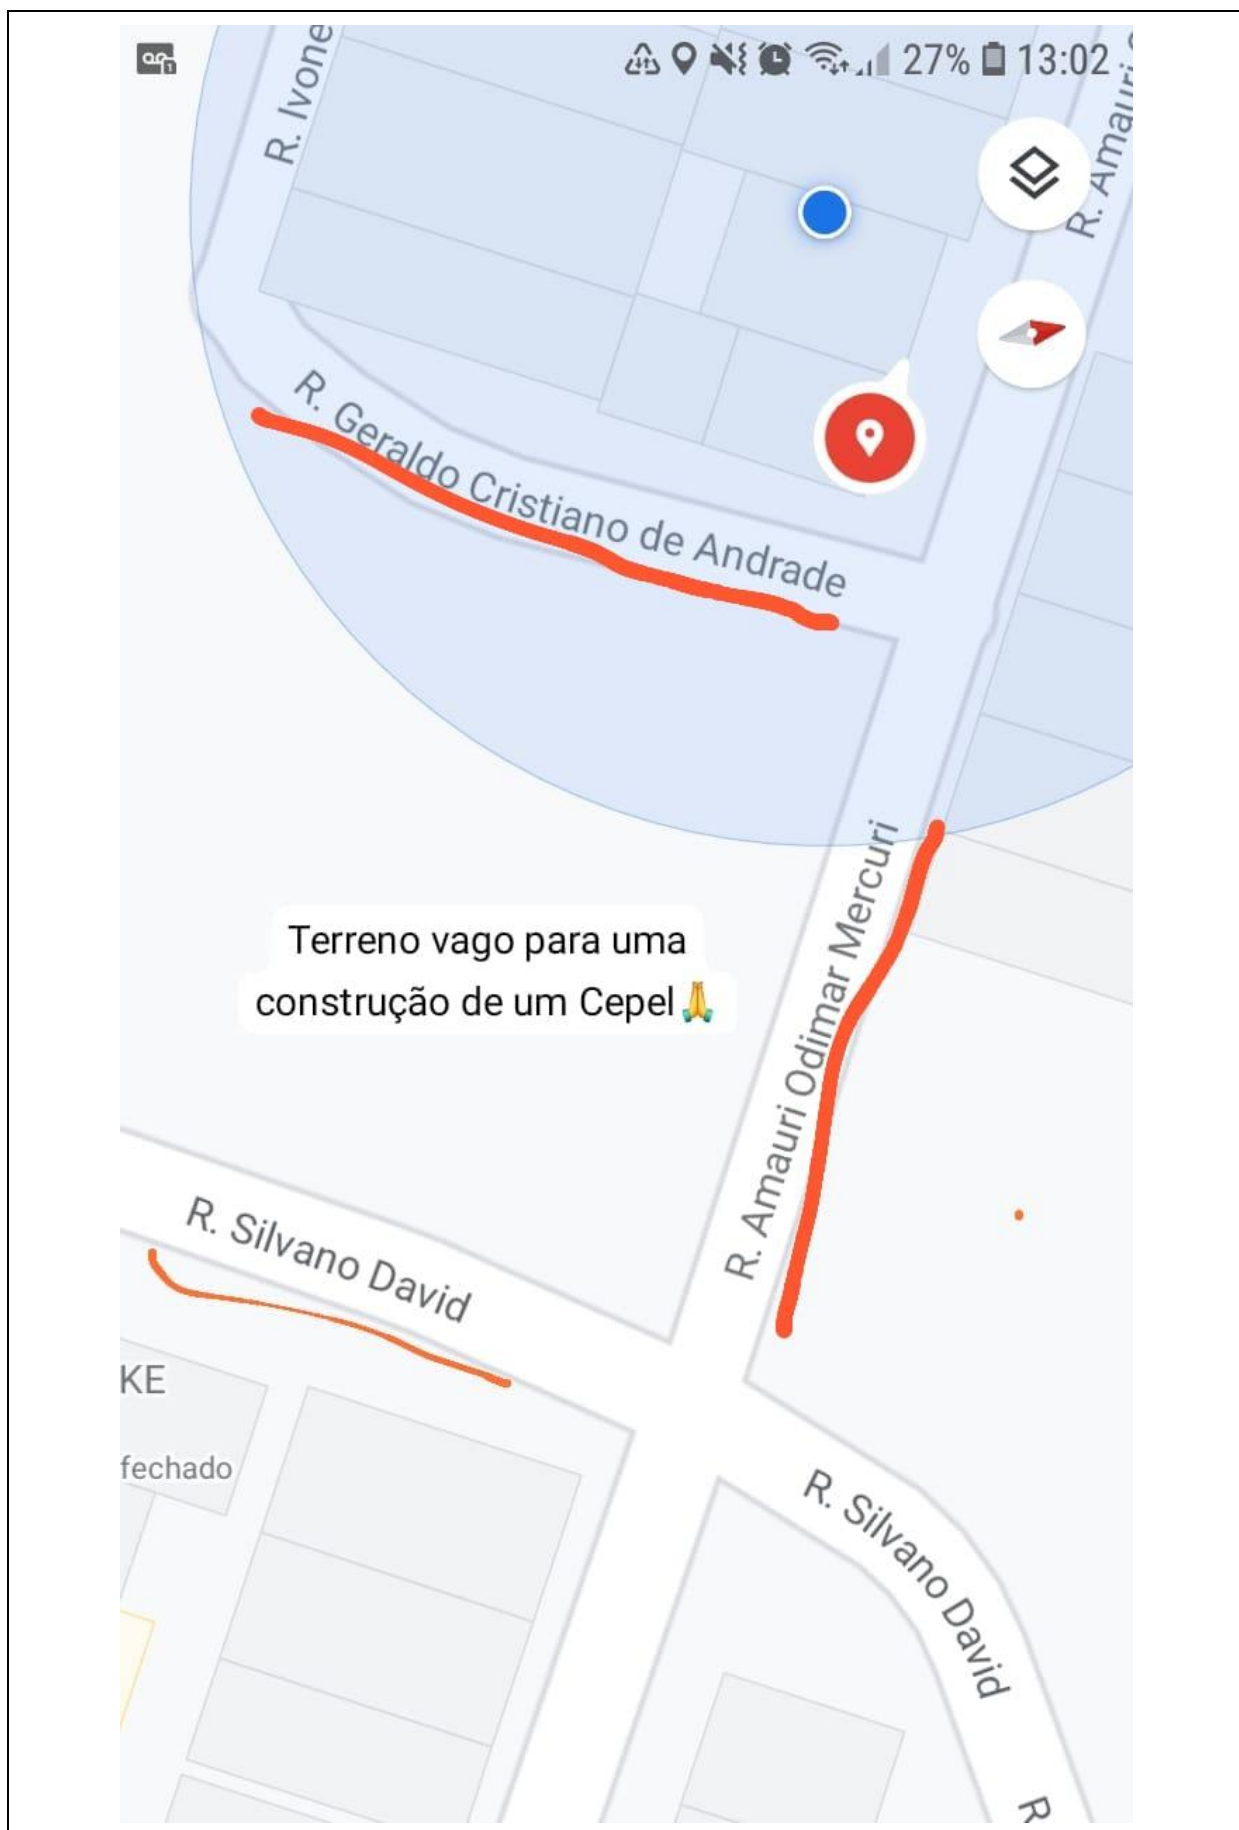 27% 13:02
R. Ivone
R. Amauri
R. Geraldo Cristiano de Andrade
R. Amauri Odimar Mercuri
Terreno vago para uma
construção de um Cepel🙏
R. Silvano David
KE
fechado
R. Silvano David
R